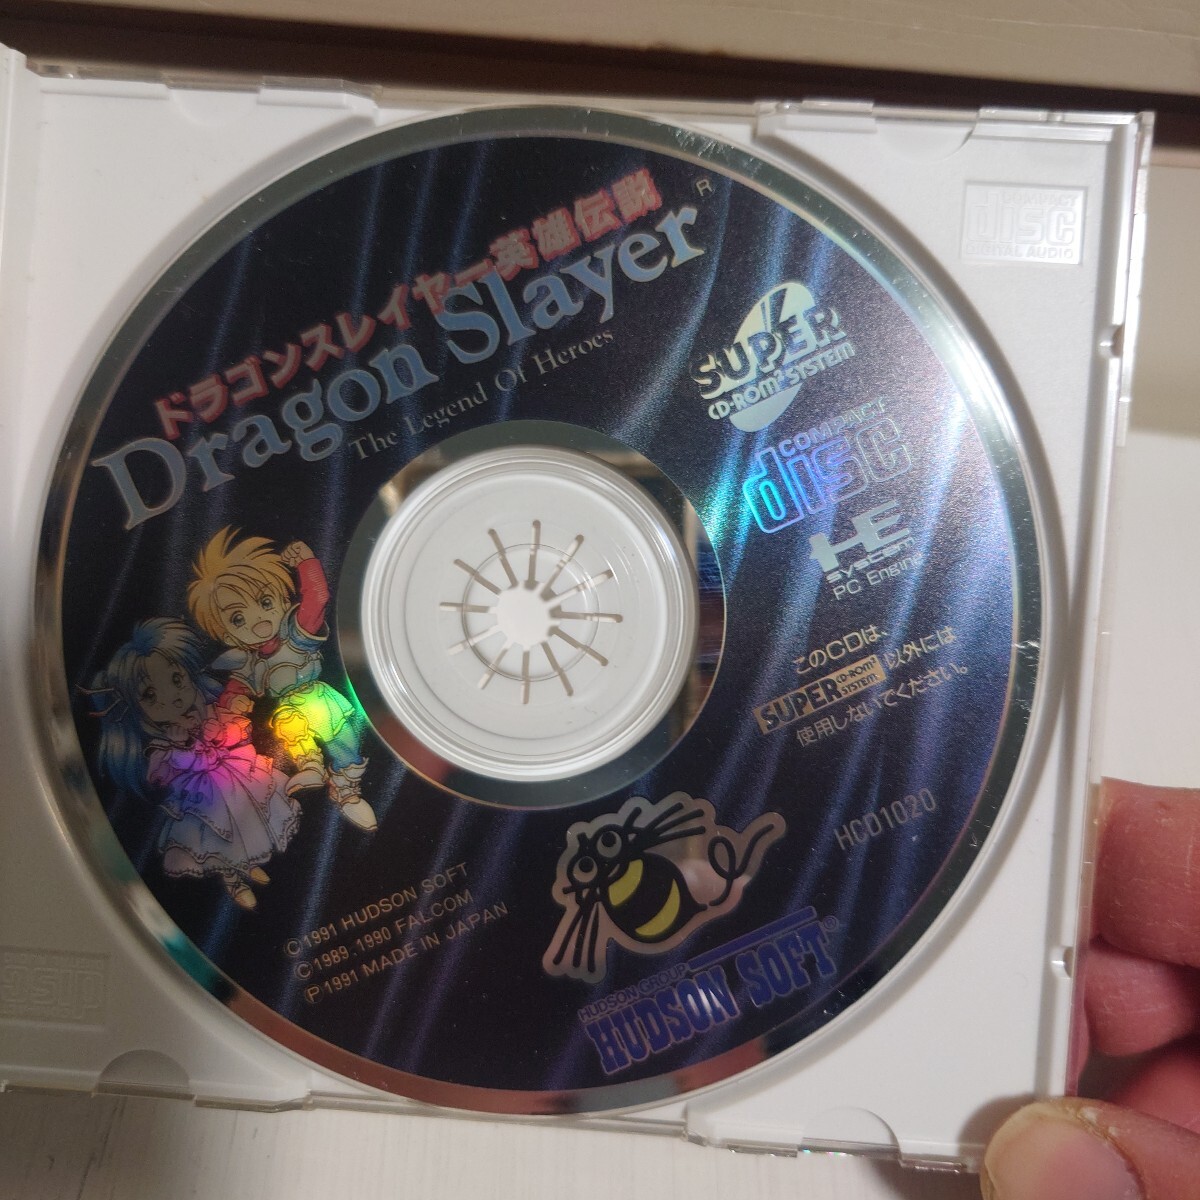 ドラゴンスレイヤー英雄伝説
Dragon Slayer®
The Legend Of Heroes
SUPER
CD-ROM² SYSTEM
COMPACT
disc
HE
SYSTEM
PC Engine
このCDは、
SUPER CD-ROM² SYSTEM 以外には
使用しないでください。
HCD1020
© 1991 HUDSON SOFT
© 1989.1990 FALCOM
℗ 1991 MADE IN JAPAN
HUDSON GROUP
HUDSON SOFT®
COMPACT
disc
DIGITAL AUDIO